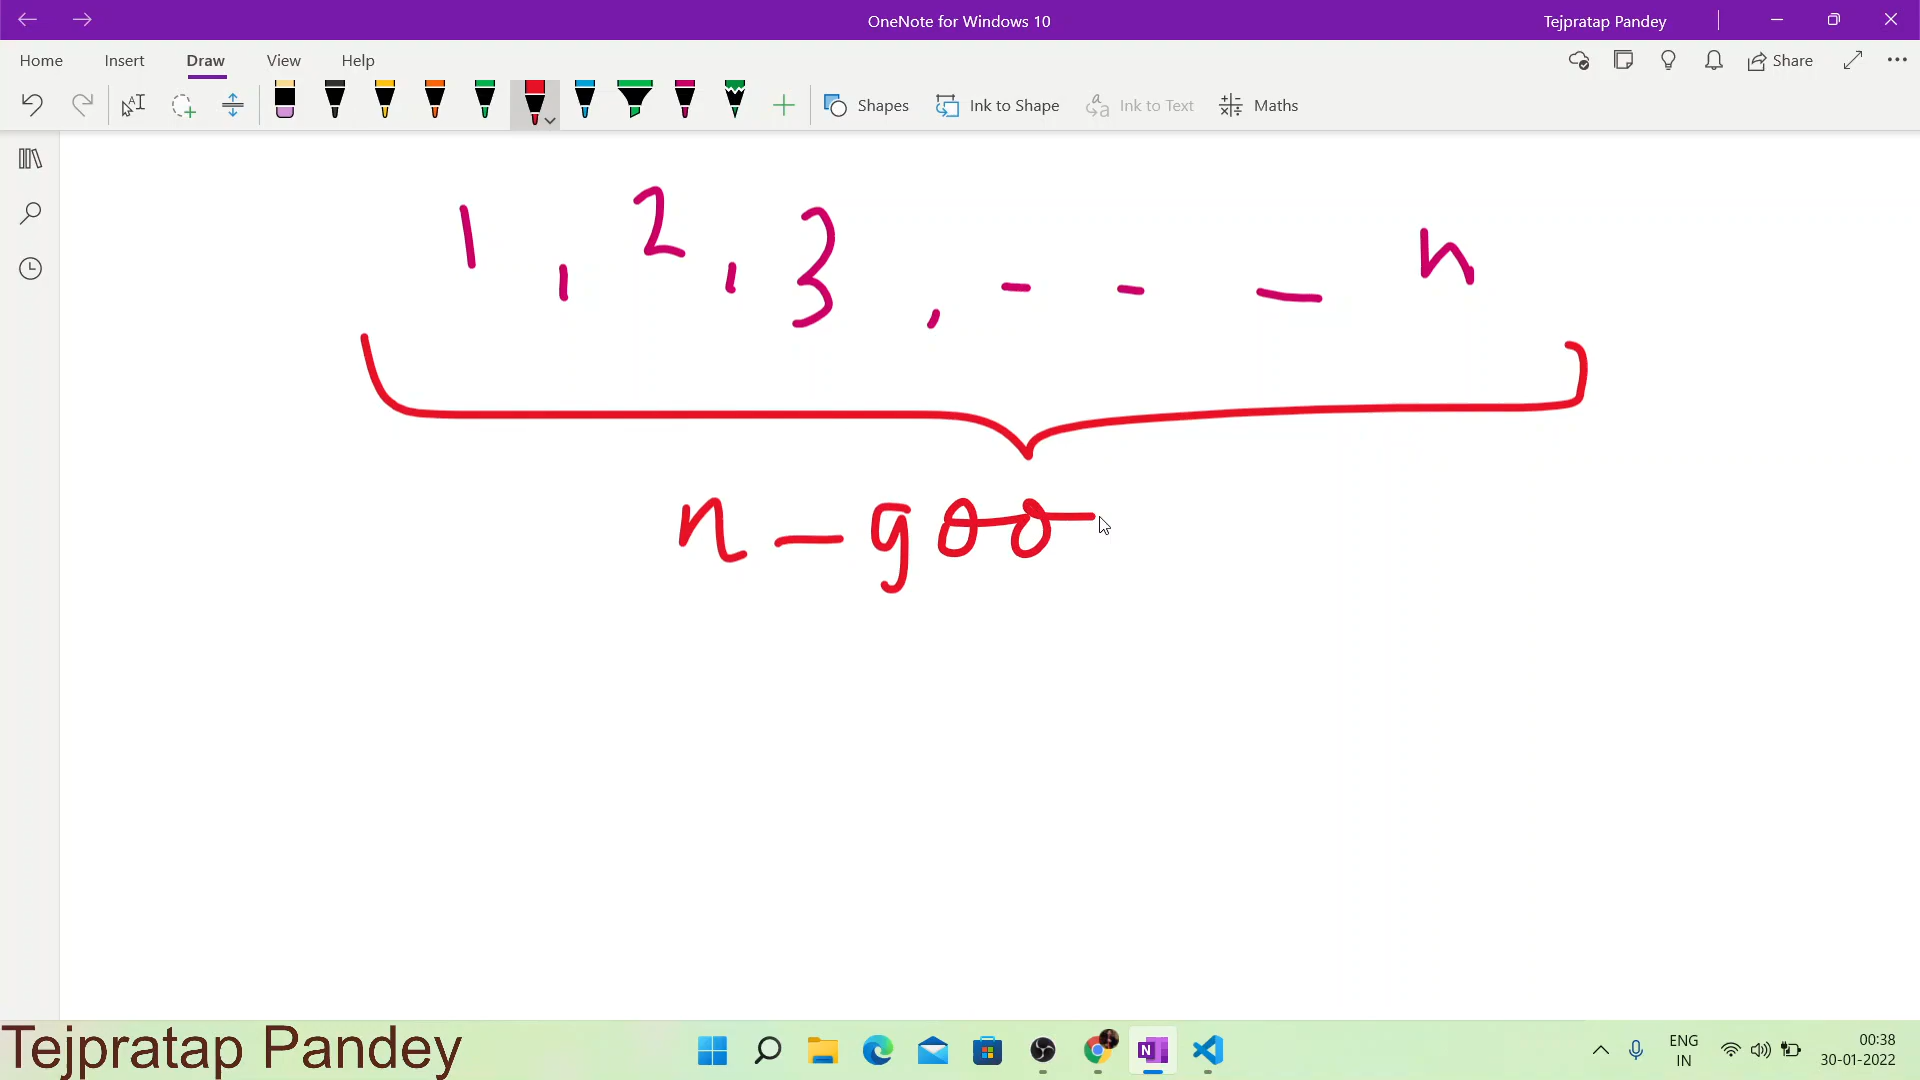 OneNote for Windows 10
Tejpratap Pandey
Home Insert Draw View Help
Share
Shapes Ink to Shape Ink to Text Maths
1 , 2 , 3 , - - - n
n - goo
Tejpratap Pandey
ENG
IN
00:38
30-01-2022